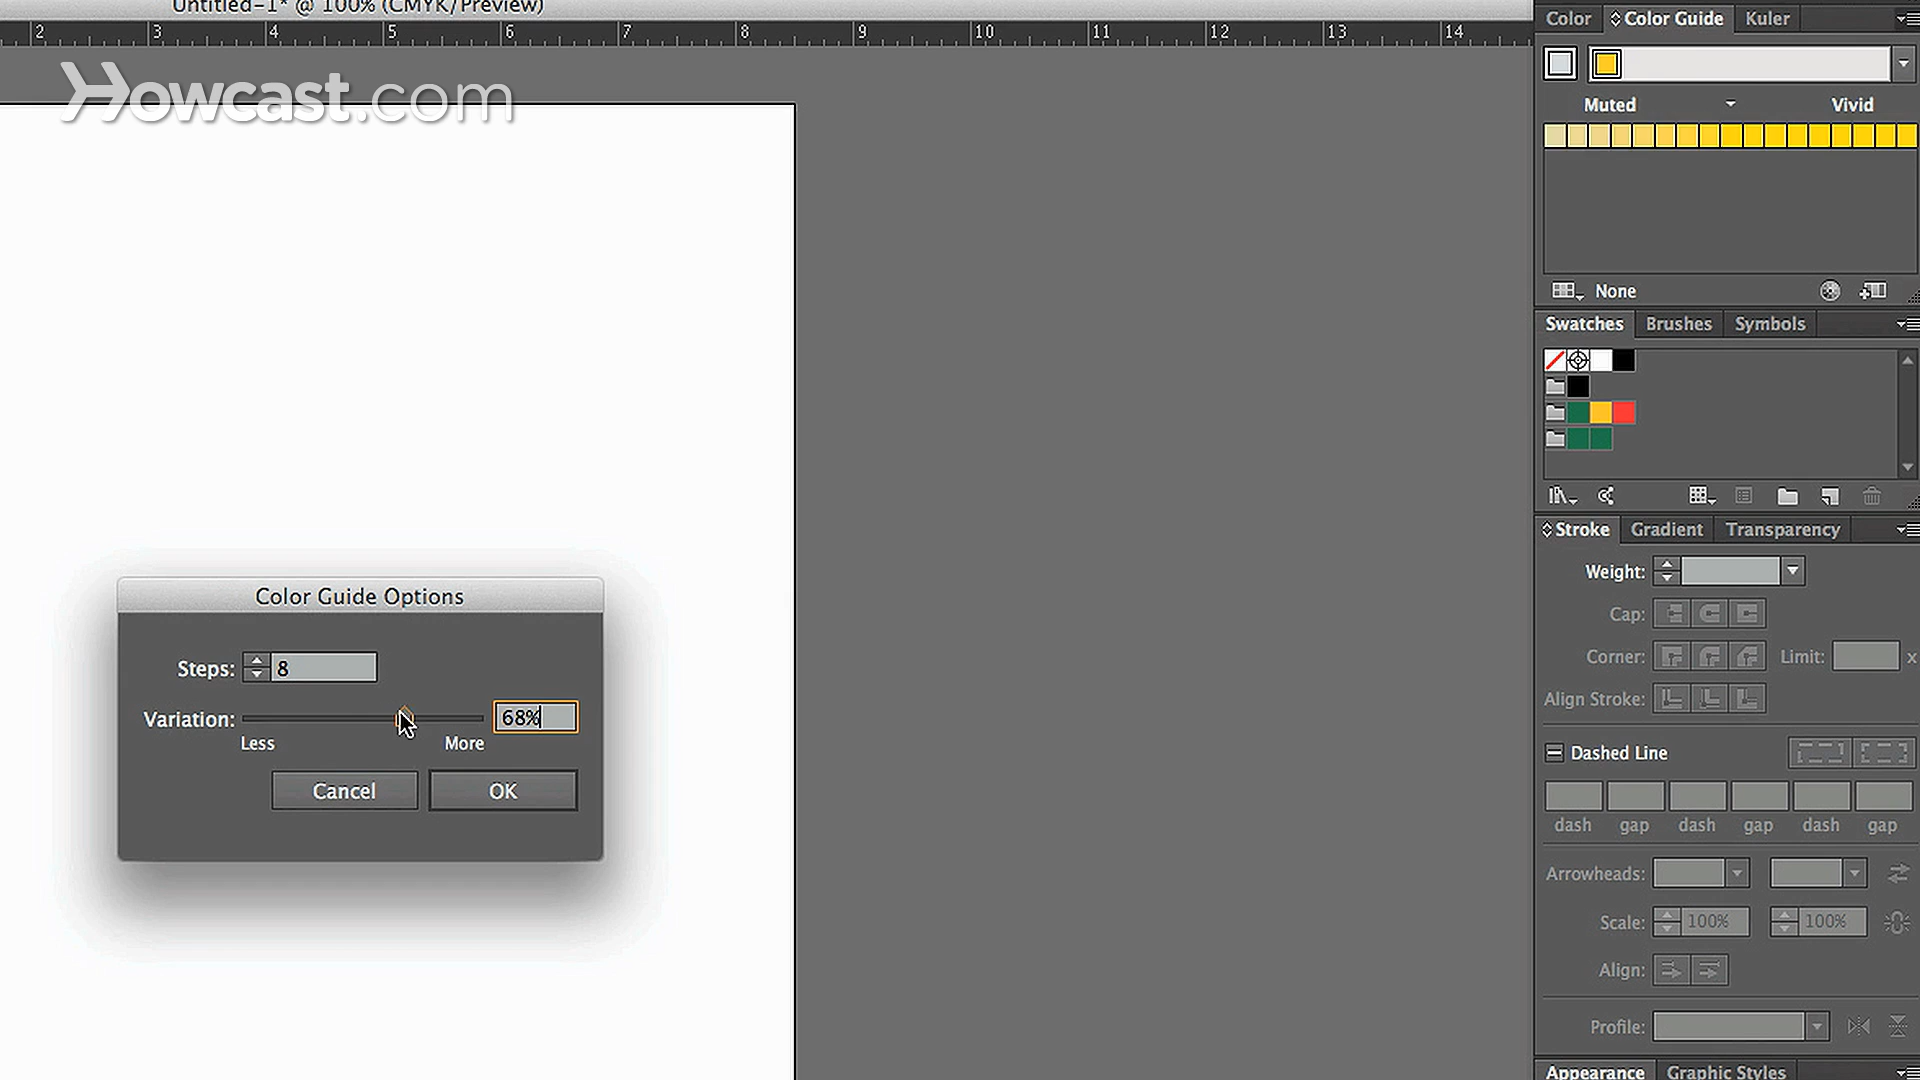 Untitled-1* @ 100% (CMYK/Preview)
2 3 4 5 6 7 8 9 10 11 12 13 14
Howcast.com
Color Color Guide Kuler
Muted Vivid
None
Swatches Brushes Symbols
Stroke Gradient Transparency
Weight:
Cap:
Corner: Limit: x
Align Stroke:
Dashed Line
dash gap dash gap dash gap
Arrowheads:
Scale: 100% 100%
Align:
Profile:
Appearance Graphic Styles
Color Guide Options
Steps: 8
Variation: 68%
Less More
Cancel OK